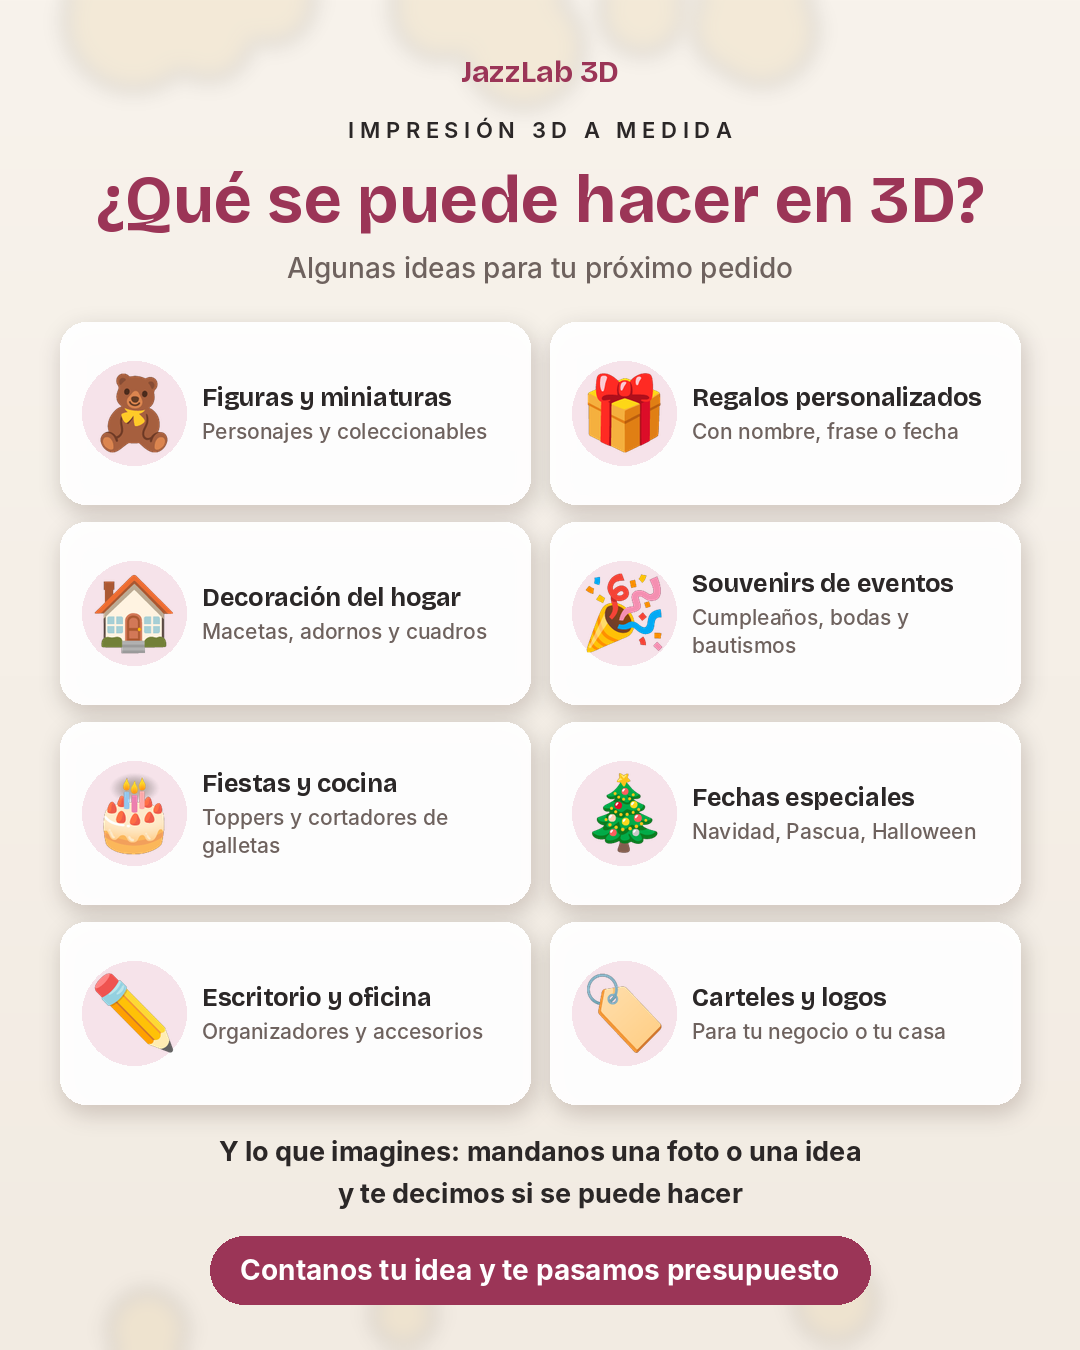 JazzLab 3D
IMPRESIÓN 3D A MEDIDA
¿Qué se puede hacer en 3D?
Algunas ideas para tu próximo pedido
Figuras y miniaturas
Personajes y coleccionables
Regalos personalizados
Con nombre, frase o fecha
Decoración del hogar
Macetas, adornos y cuadros
Souvenirs de eventos
Cumpleaños, bodas y
bautismos
Fiestas y cocina
Toppers y cortadores de
galletas
Fechas especiales
Navidad, Pascua, Halloween
Escritorio y oficina
Organizadores y accesorios
Carteles y logos
Para tu negocio o tu casa
Y lo que imagines: mandanos una foto o una idea
y te decimos si se puede hacer
Contanos tu idea y te pasamos presupuesto